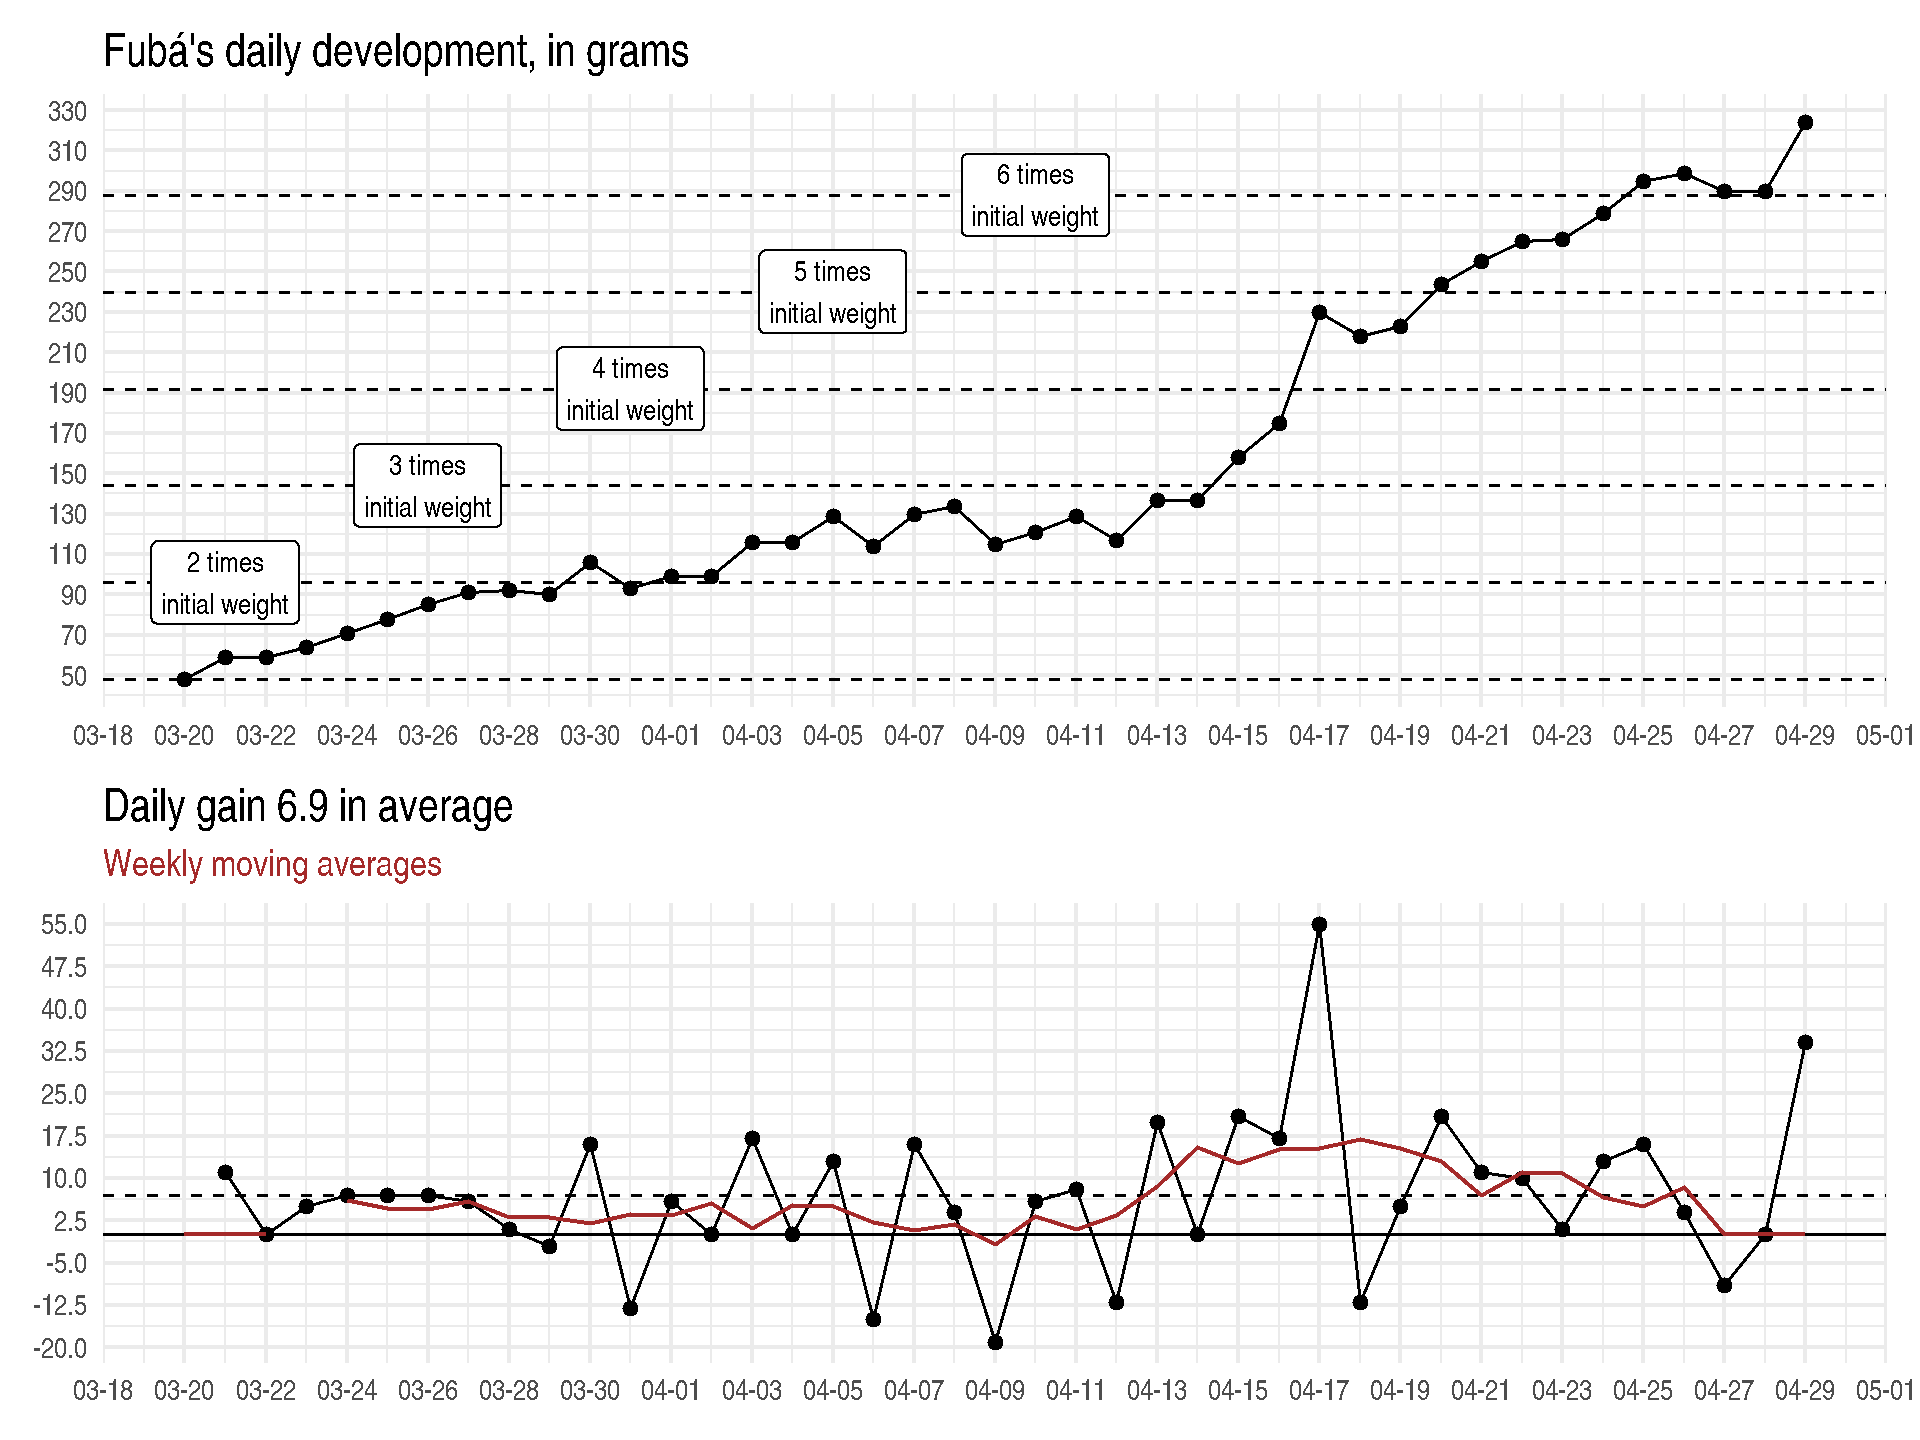 Fubá's daily development, in grams
330
310
290
270
250
230
210
190
170
150
130
110
90
70
50
6 times
initial weight
5 times
initial weight
4 times
initial weight
3 times
initial weight
2 times
initial weight
03-18 03-20 03-22 03-24 03-26 03-28 03-30 04-01 04-03 04-05 04-07 04-09 04-11 04-13 04-15 04-17 04-19 04-21 04-23 04-25 04-27 04-29 05-01
Daily gain 6.9 in average
Weekly moving averages
55.0
47.5
40.0
32.5
25.0
17.5
10.0
2.5
-5.0
-12.5
-20.0
03-18 03-20 03-22 03-24 03-26 03-28 03-30 04-01 04-03 04-05 04-07 04-09 04-11 04-13 04-15 04-17 04-19 04-21 04-23 04-25 04-27 04-29 05-01